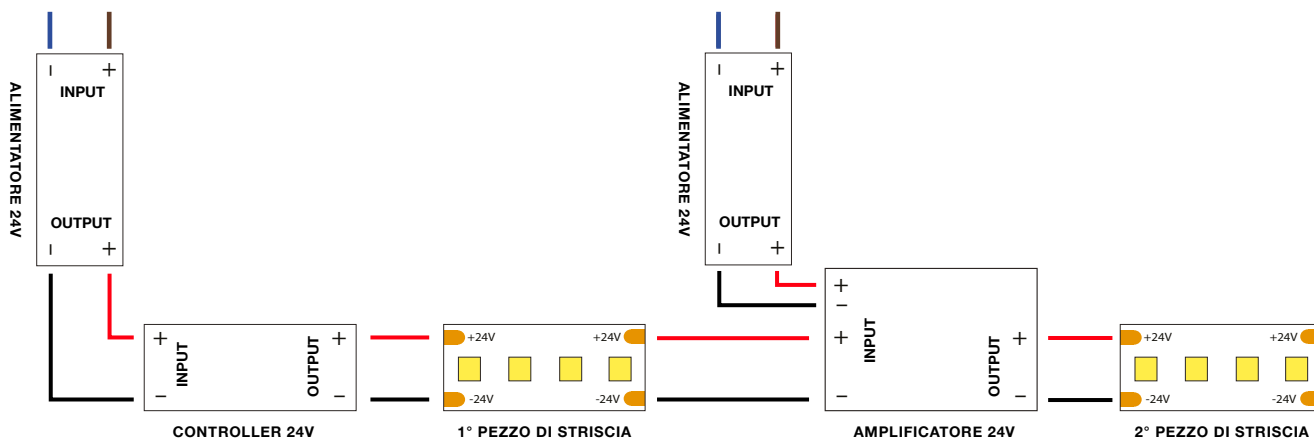 ALIMENTATORE 24V
− +
INPUT
OUTPUT
− +
+ INPUT OUTPUT +
− −
CONTROLLER 24V
+24V +24V
-24V -24V
1° PEZZO DI STRISCIA
ALIMENTATORE 24V
− +
INPUT
OUTPUT
− +
+
−
+ INPUT OUTPUT +
− −
AMPLIFICATORE 24V
+24V +24V
-24V -24V
2° PEZZO DI STRISCIA